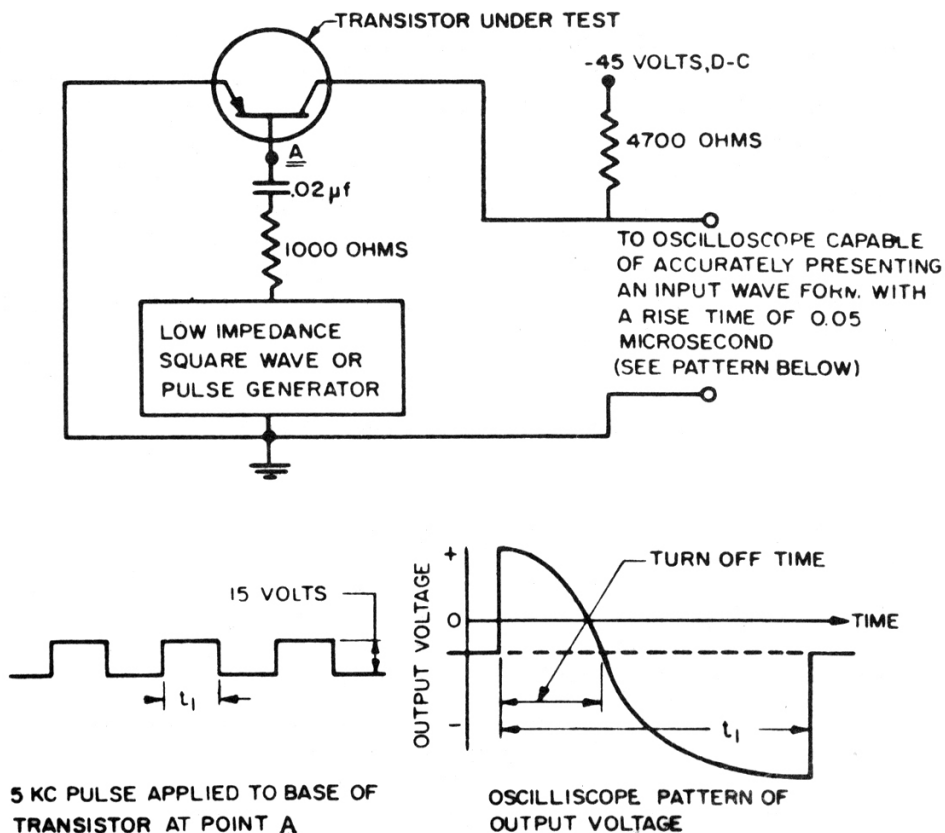 TRANSISTOR UNDER TEST
-45 VOLTS, D-C
4700 OHMS
A
.02 µf
1000 OHMS
LOW IMPEDANCE
SQUARE WAVE OR
PULSE GENERATOR
TO OSCILLOSCOPE CAPABLE
OF ACCURATELY PRESENTING
AN INPUT WAVE FORM WITH
A RISE TIME OF 0.05
MICROSECOND
(SEE PATTERN BELOW)
15 VOLTS
t₁
5 KC PULSE APPLIED TO BASE OF
TRANSISTOR AT POINT A
OUTPUT VOLTAGE
+
0
-
TURN OFF TIME
TIME
t₁
OSCILLISCOPE PATTERN OF
OUTPUT VOLTAGE